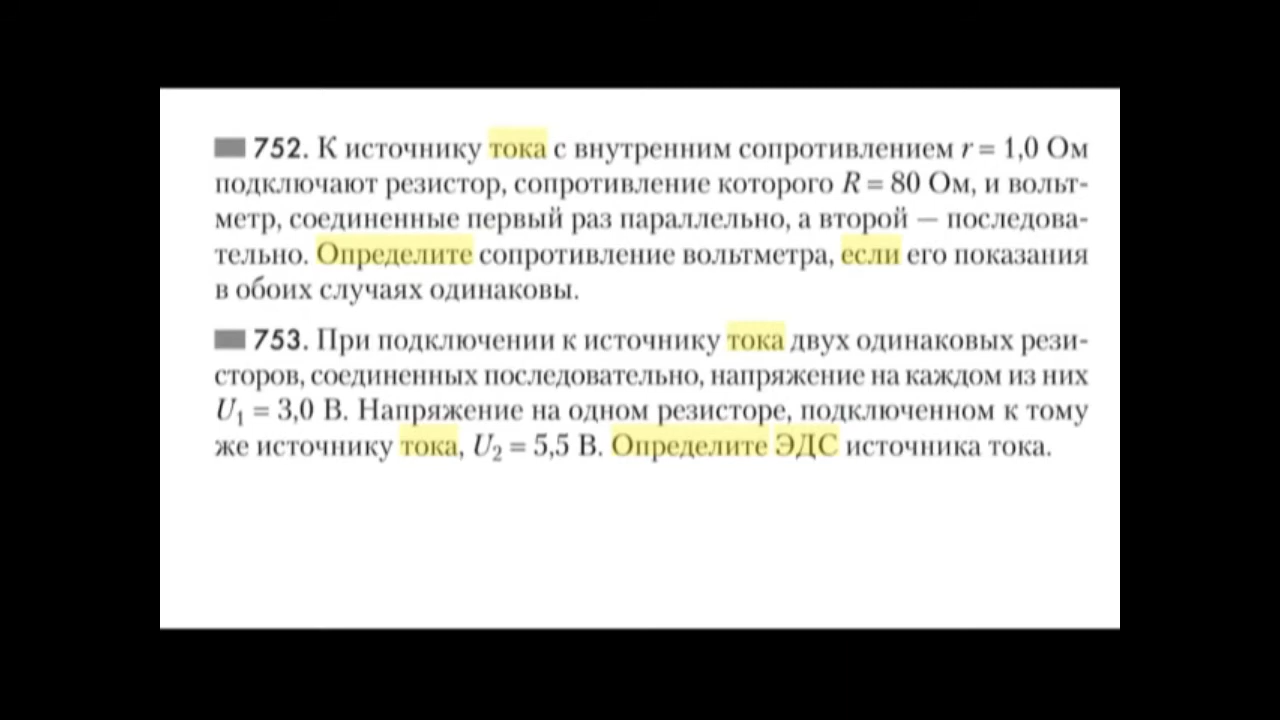 752. К источнику тока с внутренним сопротивлением r = 1,0 Ом
подключают резистор, сопротивление которого R = 80 Ом, и вольт-
метр, соединенные первый раз параллельно, а второй — последова-
тельно. Определите сопротивление вольтметра, если его показания
в обоих случаях одинаковы.
753. При подключении к источнику тока двух одинаковых рези-
сторов, соединенных последовательно, напряжение на каждом из них
U₁ = 3,0 В. Напряжение на одном резисторе, подключенном к тому
же источнику тока, U₂ = 5,5 В. Определите ЭДС источника тока.